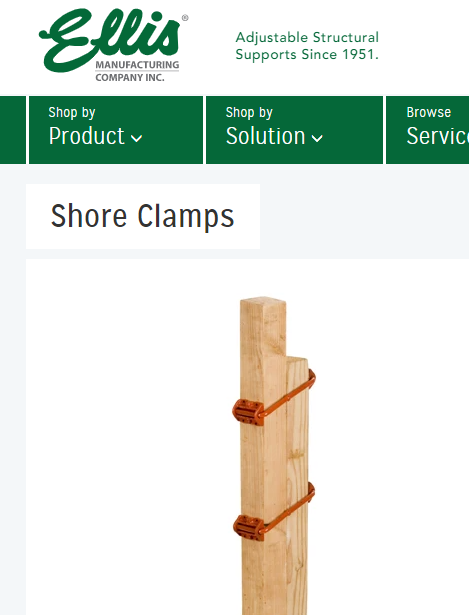 Ellis®
MANUFACTURING
COMPANY INC.
Adjustable Structural
Supports Since 1951.
Shop by
Product
Shop by
Solution
Browse
Servic
Shore Clamps